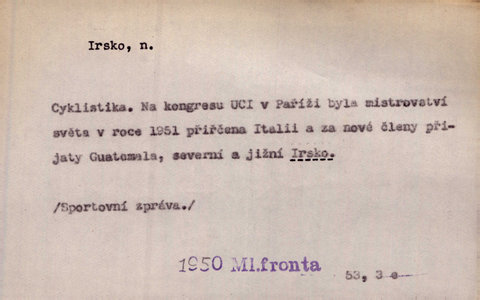 Irsko, n.
Cyklistika. Na kongresu UCI v Paříži byla mistrovství
světa v roce 1951 přiřčena Italii a za nové členy při-
jaty Guatemala, severní a jižní Irsko.
/Sportovní zpráva./
1950 Ml.fronta
53, 3 e